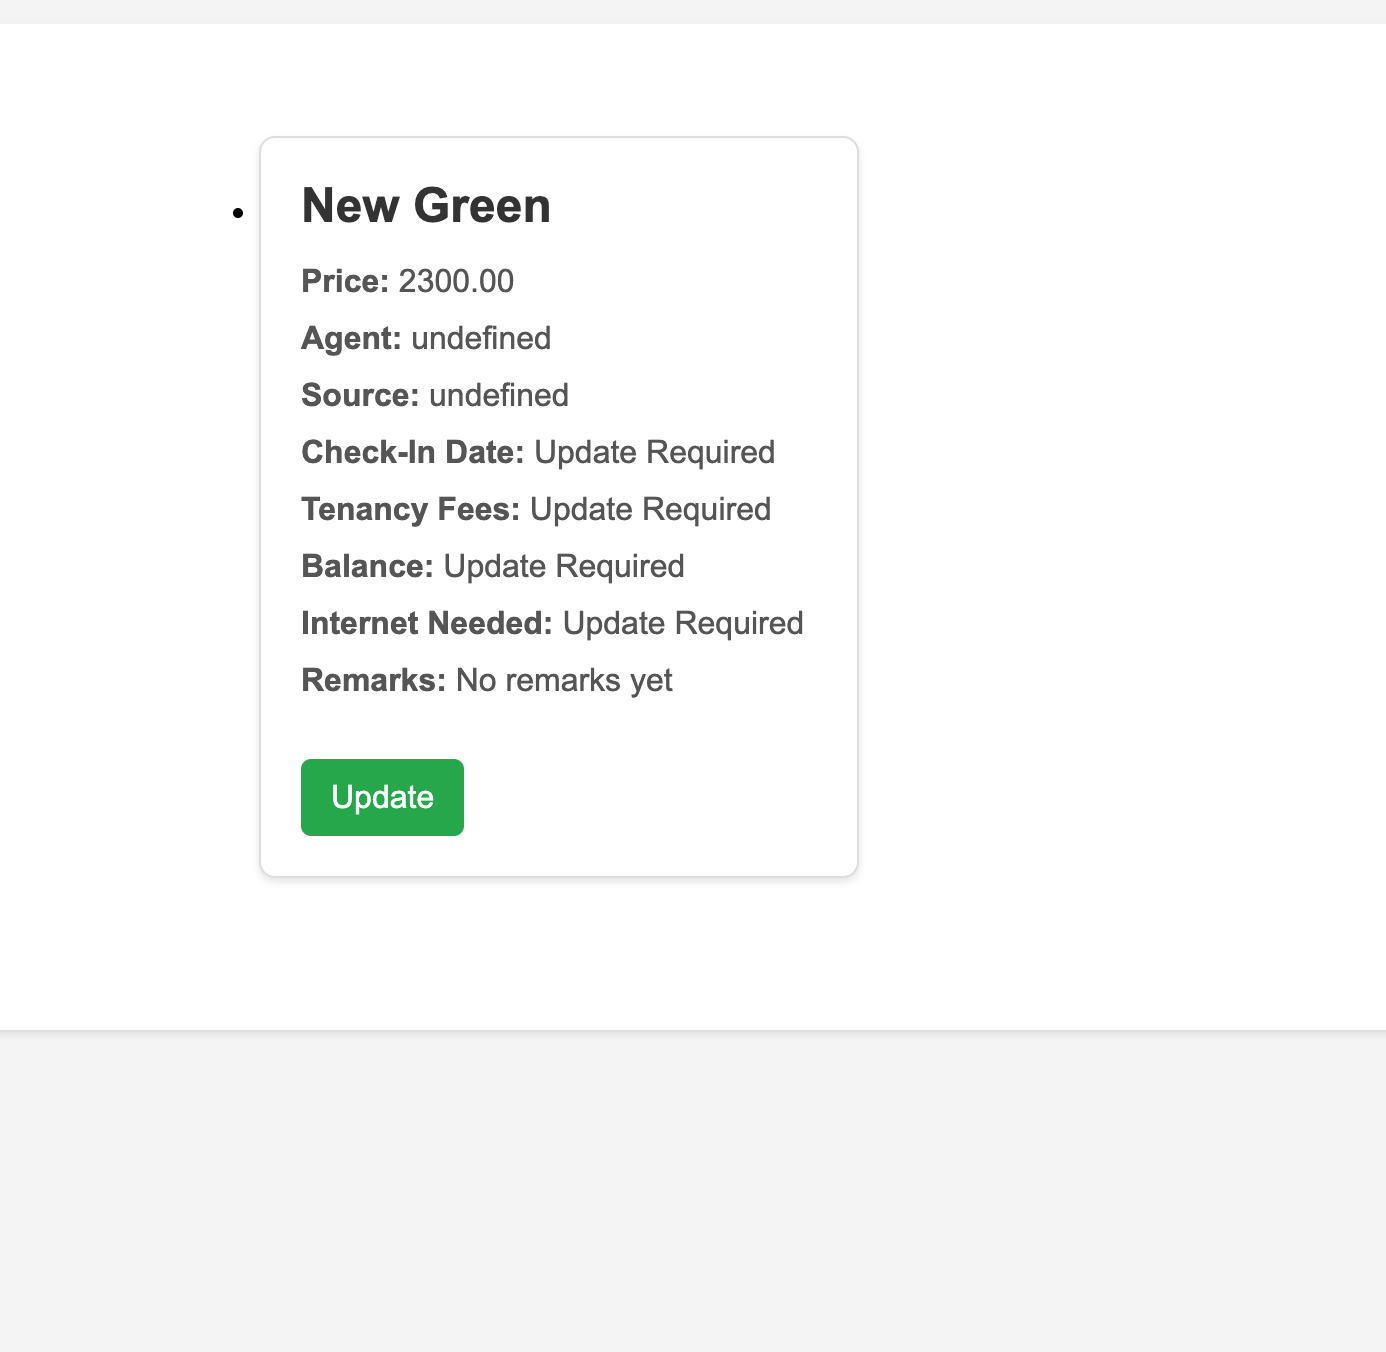 New Green
Price: 2300.00
Agent: undefined
Source: undefined
Check-In Date: Update Required
Tenancy Fees: Update Required
Balance: Update Required
Internet Needed: Update Required
Remarks: No remarks yet
Update